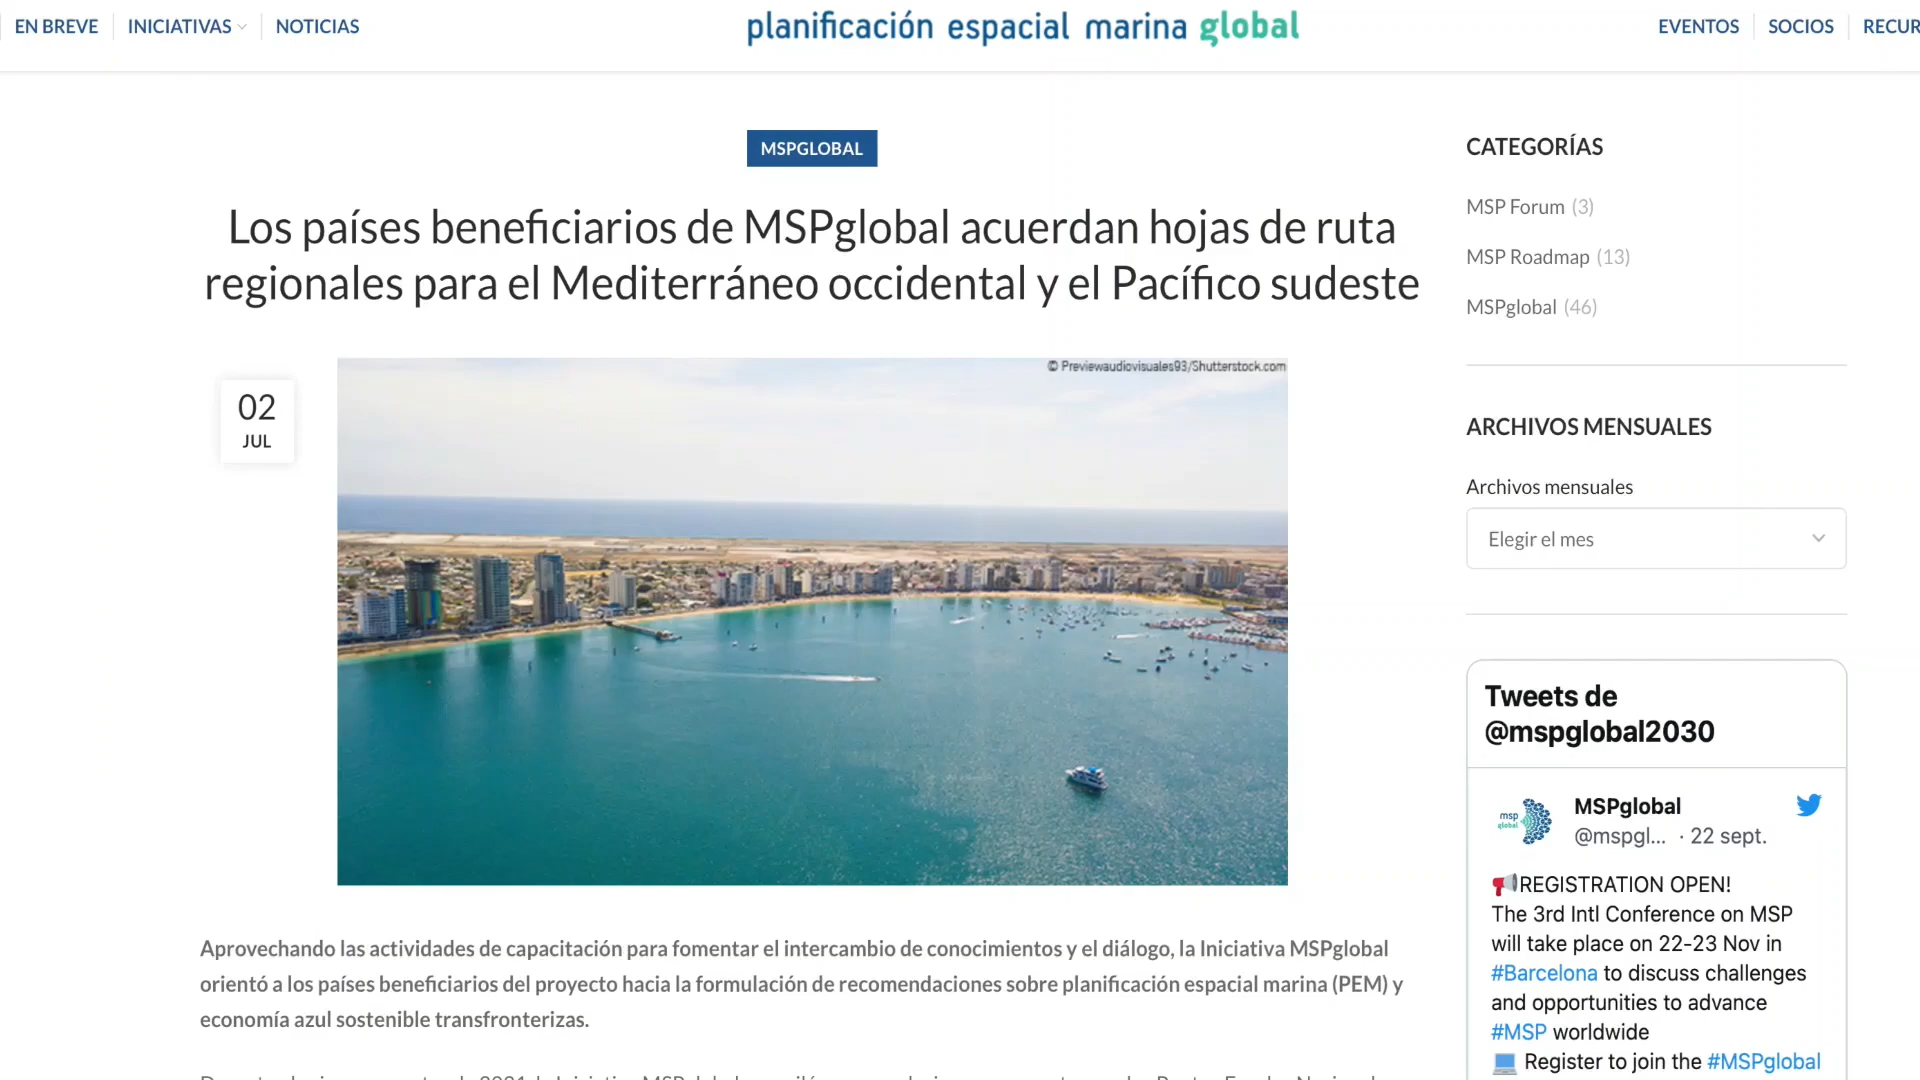 EN BREVE
INICIATIVAS
NOTICIAS
planificación espacial marina global
EVENTOS
SOCIOS
MSPGLOBAL
Los países beneficiarios de MSPglobal acuerdan hojas de ruta
regionales para el Mediterráneo occidental y el Pacífico sudeste
02
JUL
© Previewaudiovisuales93/Shutterstock.com
Aprovechando las actividades de capacitación para fomentar el intercambio de conocimientos y el diálogo, la Iniciativa MSPglobal
orientó a los países beneficiarios del proyecto hacia la formulación de recomendaciones sobre planificación espacial marina (PEM) y
economía azul sostenible transfronterizas.
CATEGORÍAS
MSP Forum (3)
MSP Roadmap (13)
MSPglobal (46)
ARCHIVOS MENSUALES
Archivos mensuales
Elegir el mes
Tweets de
@mspglobal2030
msp
global
MSPglobal
@mspgl... · 22 sept.
REGISTRATION OPEN!
The 3rd Intl Conference on MSP
will take place on 22-23 Nov in
#Barcelona to discuss challenges
and opportunities to advance
#MSP worldwide
Register to join the #MSPglobal